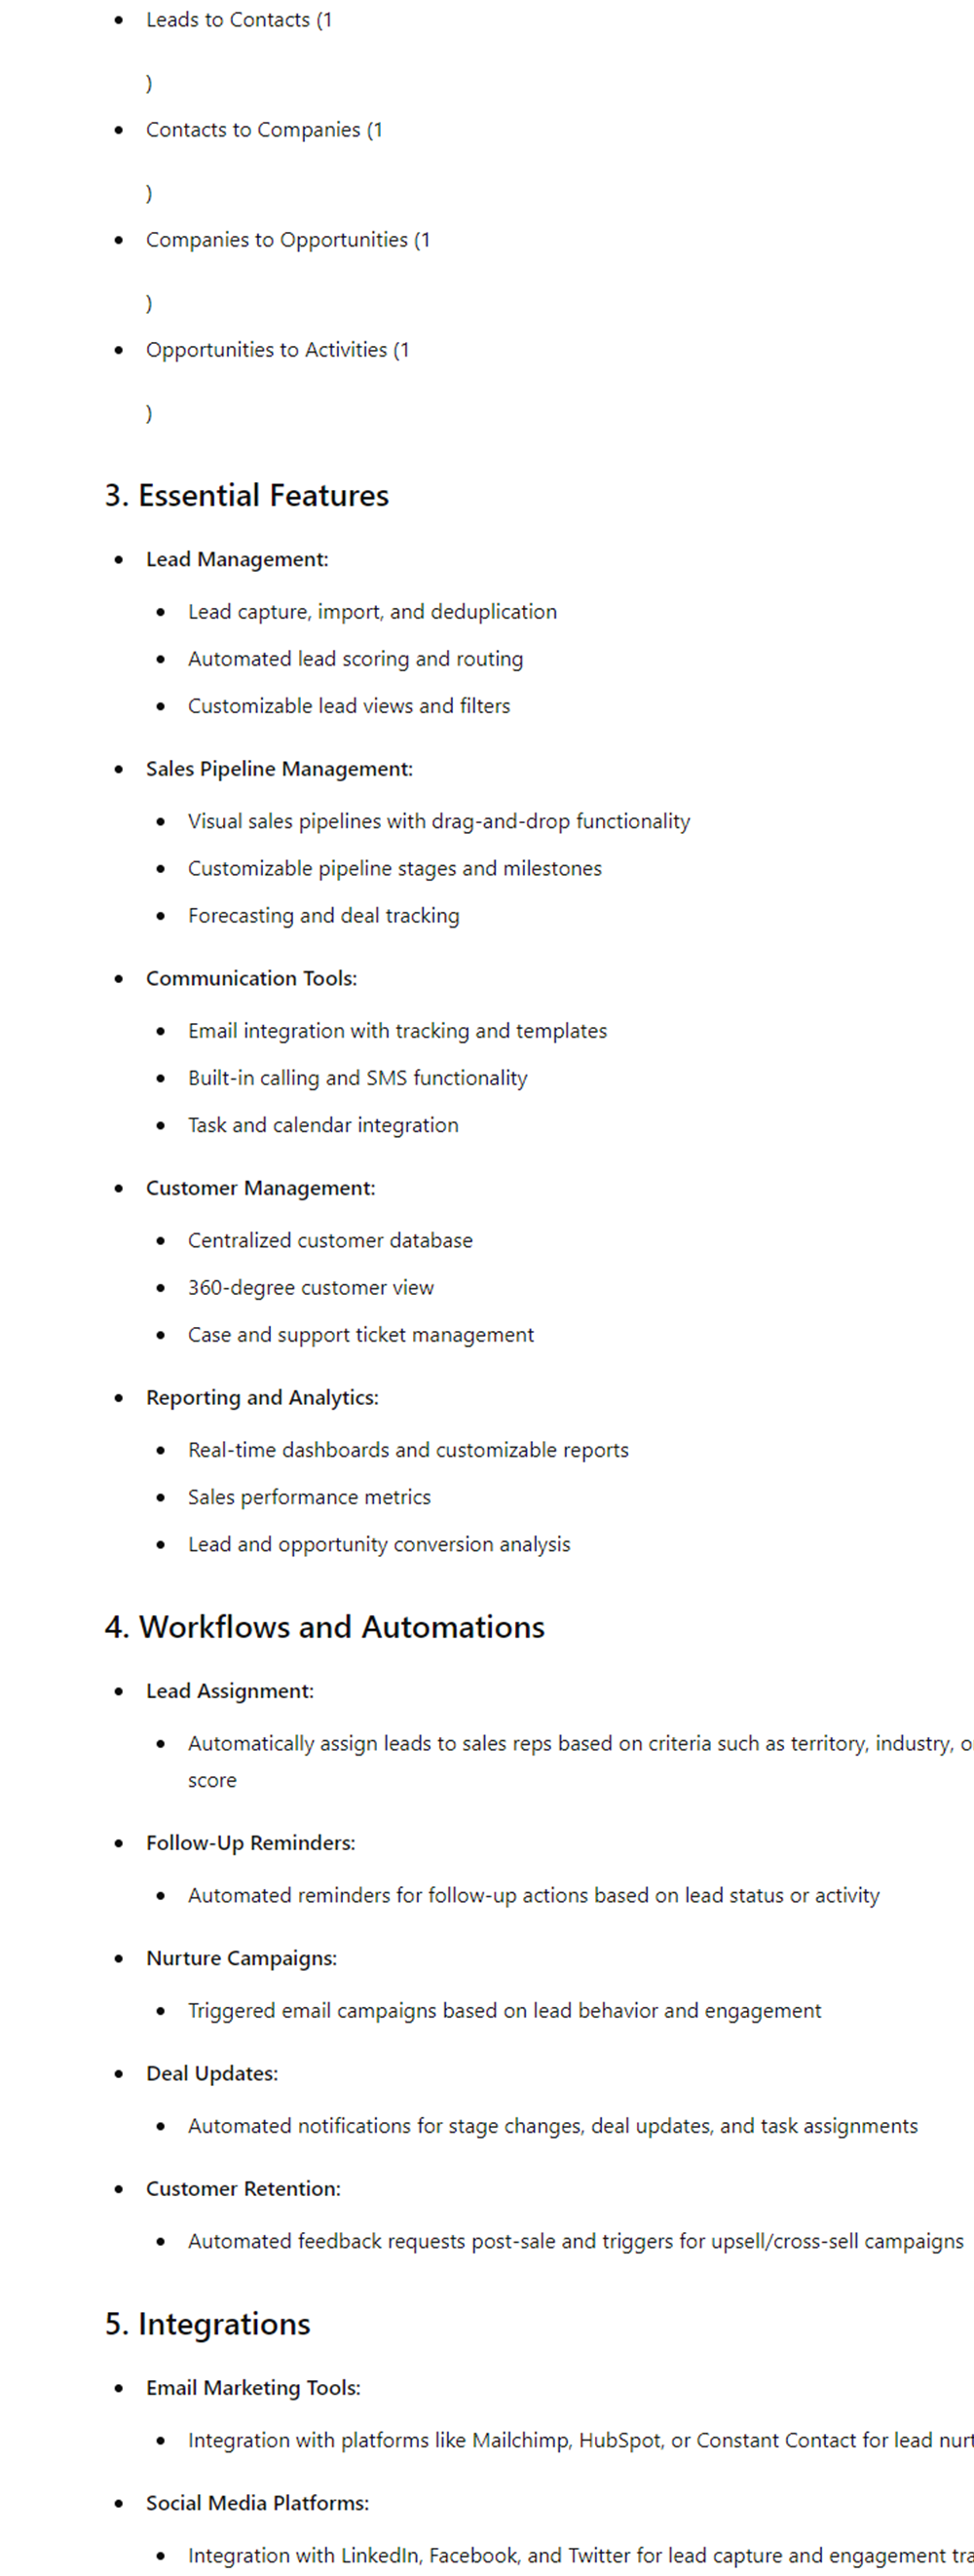 Leads to Contacts (1
)
Contacts to Companies (1
)
Companies to Opportunities (1
)
Opportunities to Activities (1
)
3. Essential Features
Lead Management:
Lead capture, import, and deduplication
Automated lead scoring and routing
Customizable lead views and filters
Sales Pipeline Management:
Visual sales pipelines with drag-and-drop functionality
Customizable pipeline stages and milestones
Forecasting and deal tracking
Communication Tools:
Email integration with tracking and templates
Built-in calling and SMS functionality
Task and calendar integration
Customer Management:
Centralized customer database
360-degree customer view
Case and support ticket management
Reporting and Analytics:
Real-time dashboards and customizable reports
Sales performance metrics
Lead and opportunity conversion analysis
4. Workflows and Automations
Lead Assignment:
Automatically assign leads to sales reps based on criteria such as territory, industry,
score
Follow-Up Reminders:
Automated reminders for follow-up actions based on lead status or activity
Nurture Campaigns:
Triggered email campaigns based on lead behavior and engagement
Deal Updates:
Automated notifications for stage changes, deal updates, and task assignments
Customer Retention:
Automated feedback requests post-sale and triggers for upsell/cross-sell campaigns
5. Integrations
Email Marketing Tools:
Integration with platforms like Mailchimp, HubSpot, or Constant Contact for lead
Social Media Platforms:
Integration with LinkedIn, Facebook, and Twitter for lead capture and engagement